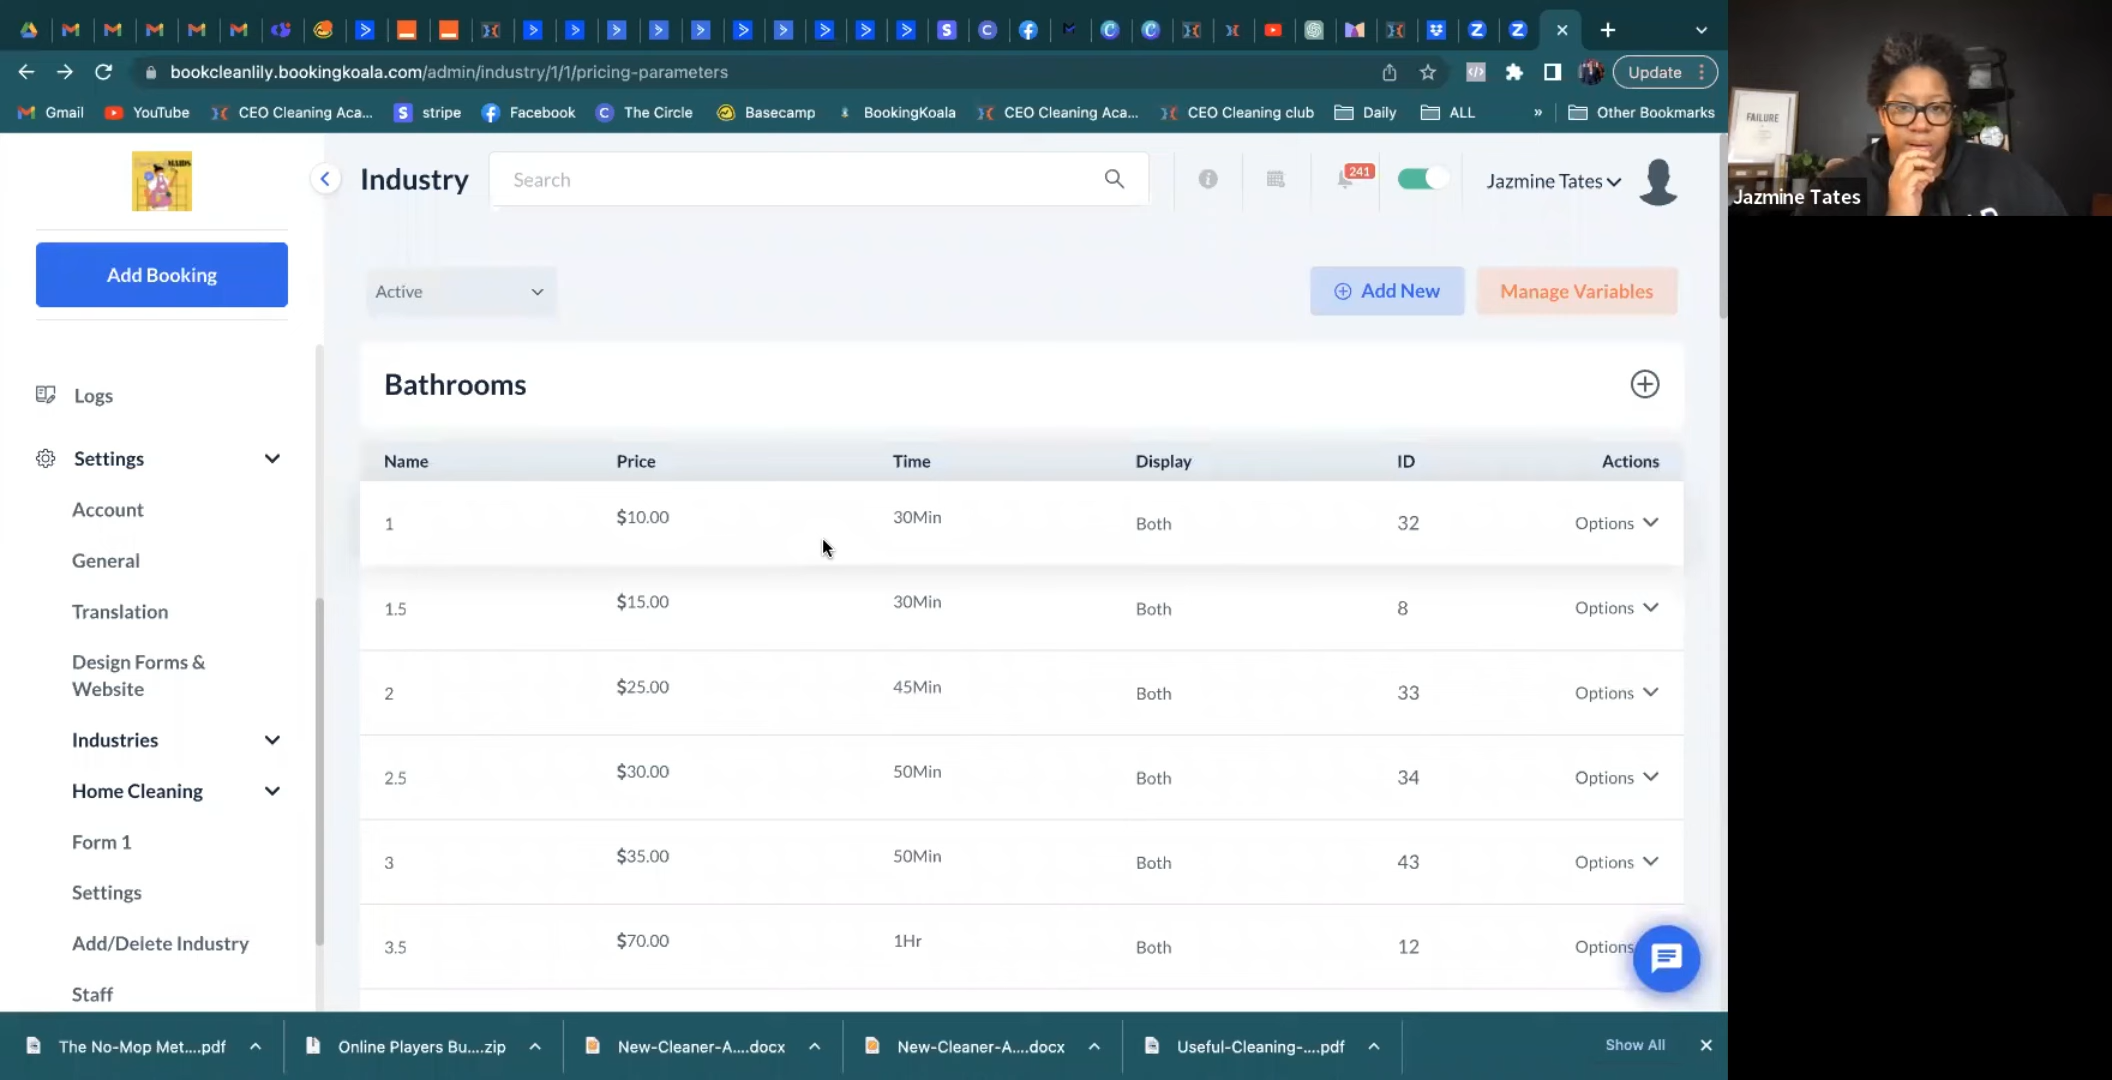 bookcleanlily.bookingkoala.com/admin/industry/1/1/pricing-parameters
Update
Gmail
YouTube
CEO Cleaning Aca...
stripe
Facebook
The Circle
Basecamp
BookingKoala
CEO Cleaning Aca...
CEO Cleaning club
Daily
ALL
»
Other Bookmarks
Industry
Search
241
Jazmine Tates
FAILURE
Jazmine Tates
Add Booking
Logs
Settings
Account
General
Translation
Design Forms &
Website
Industries
Home Cleaning
Form 1
Settings
Add/Delete Industry
Staff
Active
Add New
Manage Variables
Bathrooms
Name Price Time Display ID Actions
1 $10.00 30Min Both 32 Options
1.5 $15.00 30Min Both 8 Options
2 $25.00 45Min Both 33 Options
2.5 $30.00 50Min Both 34 Options
3 $35.00 50Min Both 43 Options
3.5 $70.00 1Hr Both 12 Options
The No-Mop Met....pdf
Online Players Bu....zip
New-Cleaner-A....docx
New-Cleaner-A....docx
Useful-Cleaning-....pdf
Show All